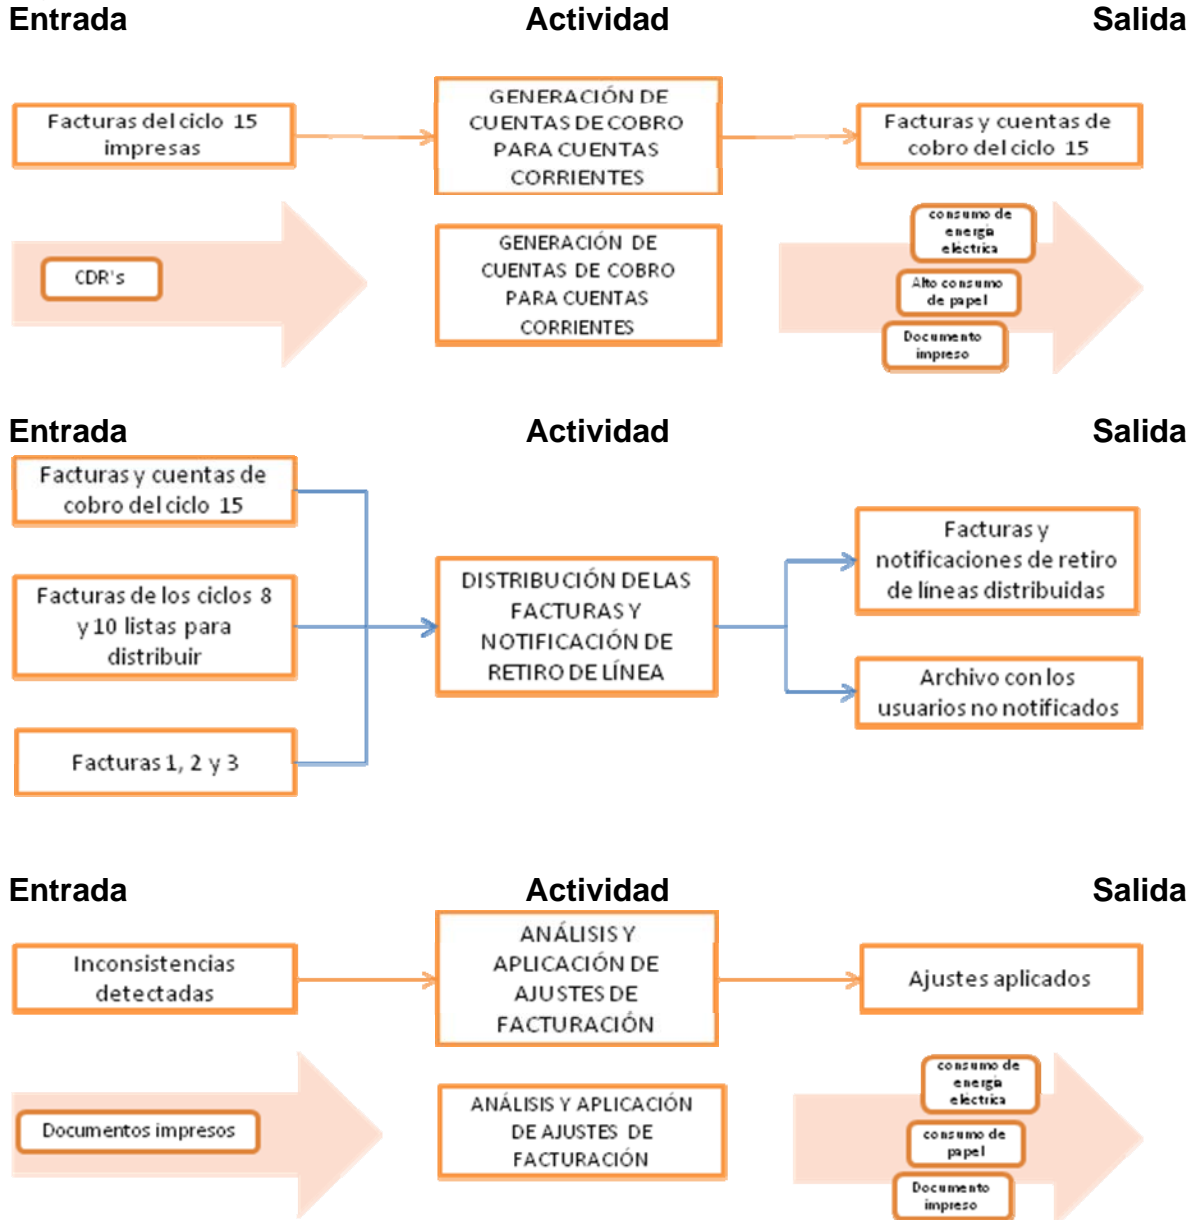 Entrada Actividad Salida
Facturas del ciclo 15
impresas
GENERACIÓN DE
CUENTAS DE COBRO
PARA CUENTAS
CORRIENTES
Facturas y cuentas de
cobro del ciclo 15
CDR's
GENERACIÓN DE
CUENTAS DE COBRO
PARA CUENTAS
CORRIENTES
consumo de
energía
eléctrica
Alto consumo
de papel
Documento
impreso
Entrada Actividad Salida
Facturas y cuentas de
cobro del ciclo 15
Facturas de los ciclos 8
y 10 listas para
distribuir
Facturas 1, 2 y 3
DISTRIBUCIÓN DE LAS
FACTURAS Y
NOTIFICACIÓN DE
RETIRO DE LÍNEA
Facturas y
notificaciones de retiro
de líneas distribuidas
Archivo con los
usuarios no notificados
Entrada Actividad Salida
Inconsistencias
detectadas
ANÁLISIS Y
APLICACIÓN DE
AJUSTES DE
FACTURACIÓN
Ajustes aplicados
Documentos impresos
ANÁLISIS Y APLICACIÓN
DE AJUSTES DE
FACTURACIÓN
consumo de
energía
eléctrica
consumo de
papel
Documento
impreso